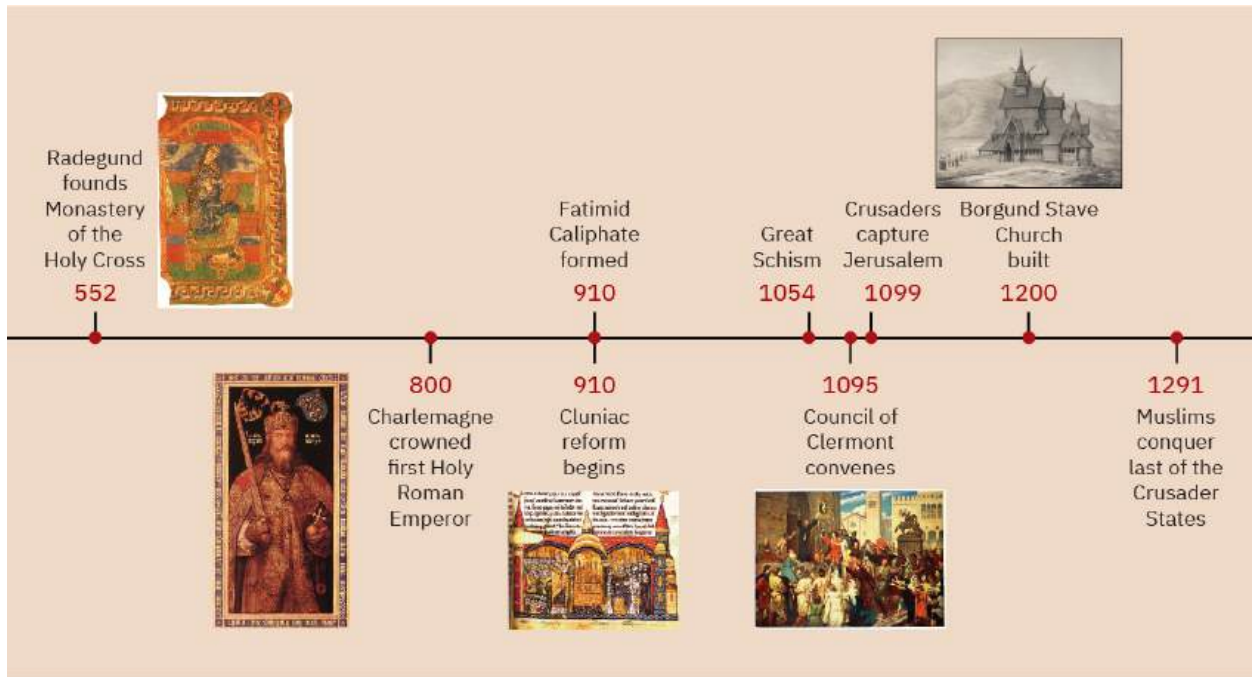 Radegund
founds
Monastery
of the
Holy Cross
552
800
Charlemagne
crowned
first Holy
Roman
Emperor
Fatimid
Caliphate
formed
910
910
Cluniac
reform
begins
Great
Schism
1054
1095
Council of
Clermont
convenes
Crusaders
capture
Jerusalem
1099
Borgund Stave
Church
built
1200
1291
Muslims
conquer
last of the
Crusader
States